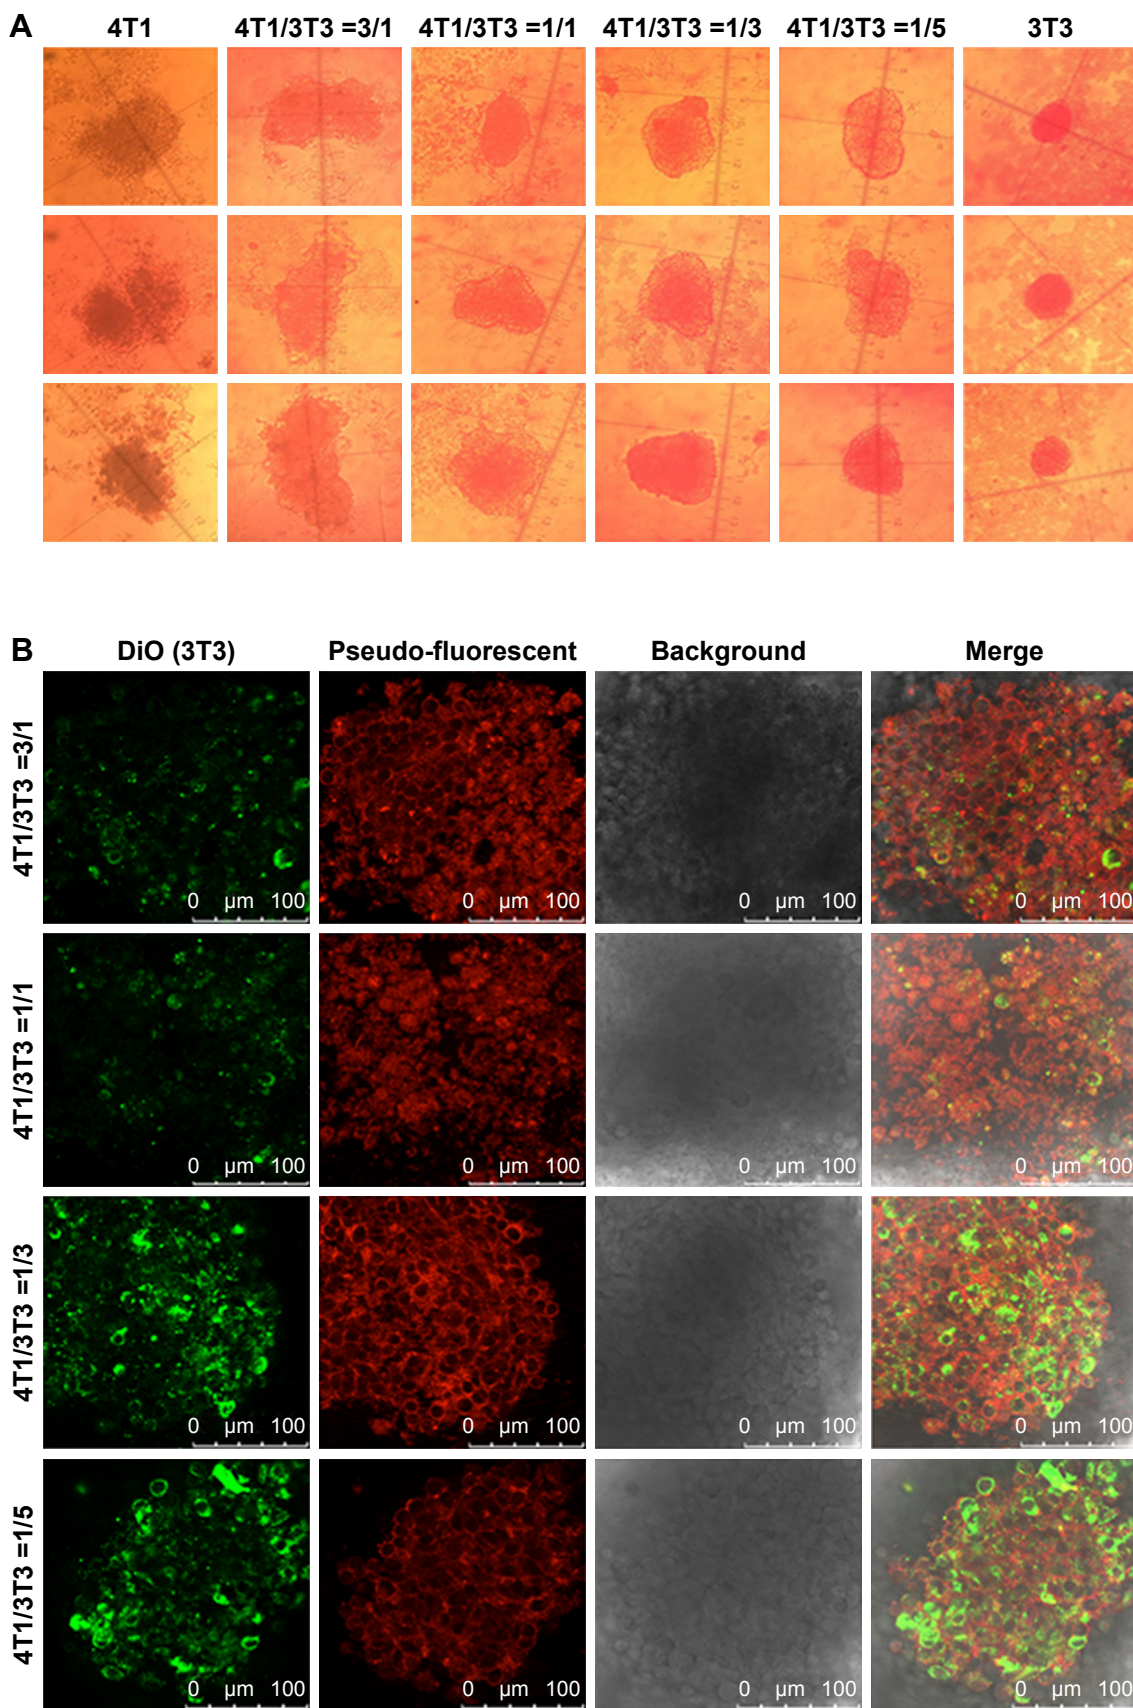 A
4T1 4T1/3T3 =3/1 4T1/3T3 =1/1 4T1/3T3 =1/3 4T1/3T3 =1/5 3T3
B
DiO (3T3) Pseudo-fluorescent Background Merge
4T1/3T3 =3/1
0 µm 100 0 µm 100 0 µm 100 0 µm 100
4T1/3T3 =1/1
0 µm 100 0 µm 100 0 µm 100 0 µm 100
4T1/3T3 =1/3
0 µm 100 0 µm 100 0 µm 100 0 µm 100
4T1/3T3 =1/5
0 µm 100 0 µm 100 0 µm 100 0 µm 100